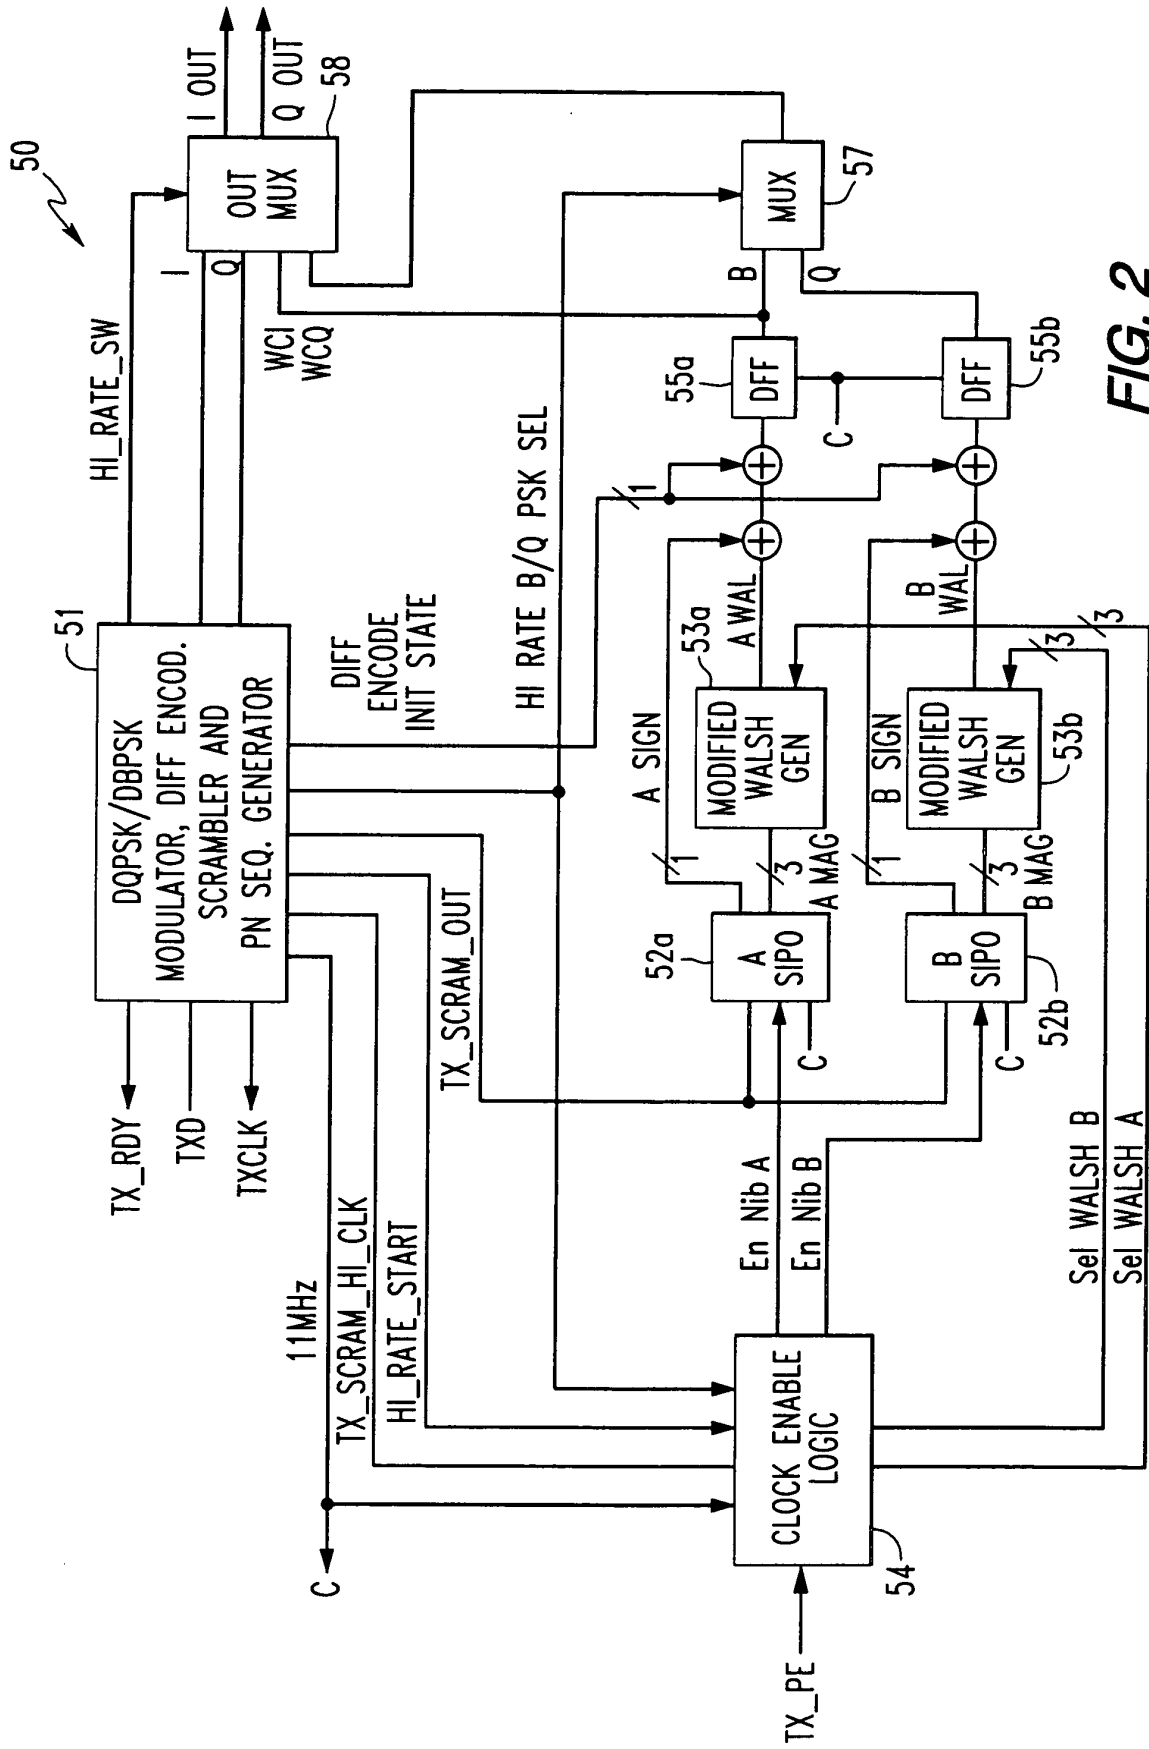 50
51
DQPSK/DBPSK
MODULATOR, DIFF ENCOD.
SCRAMBLER AND
PN SEQ. GENERATOR
TX_RDY
TXD
TXCLK
HI_RATE_SW
I
Q
WCI
WCQ
OUT
MUX
58
I OUT
Q OUT
11MHz
TX_SCRAM_HI_CLK
HI_RATE_START
TX_SCRAM_OUT
DIFF
ENCODE
INIT STATE
HI RATE B/Q PSK SEL
C
TX_PE
CLOCK ENABLE
LOGIC
54
En Nib A
En Nib B
52a
A
SIPO
C
1
A SIGN
3
A MAG
53a
MODIFIED
WALSH
GEN
A WAL
1
55a
DFF
C
B
Q
MUX
57
B
SIPO
52b
C
1
B SIGN
3
B MAG
MODIFIED
WALSH
GEN
53b
B
WAL
3
3
DFF
55b
Sel WALSH B
Sel WALSH A
FIG. 2